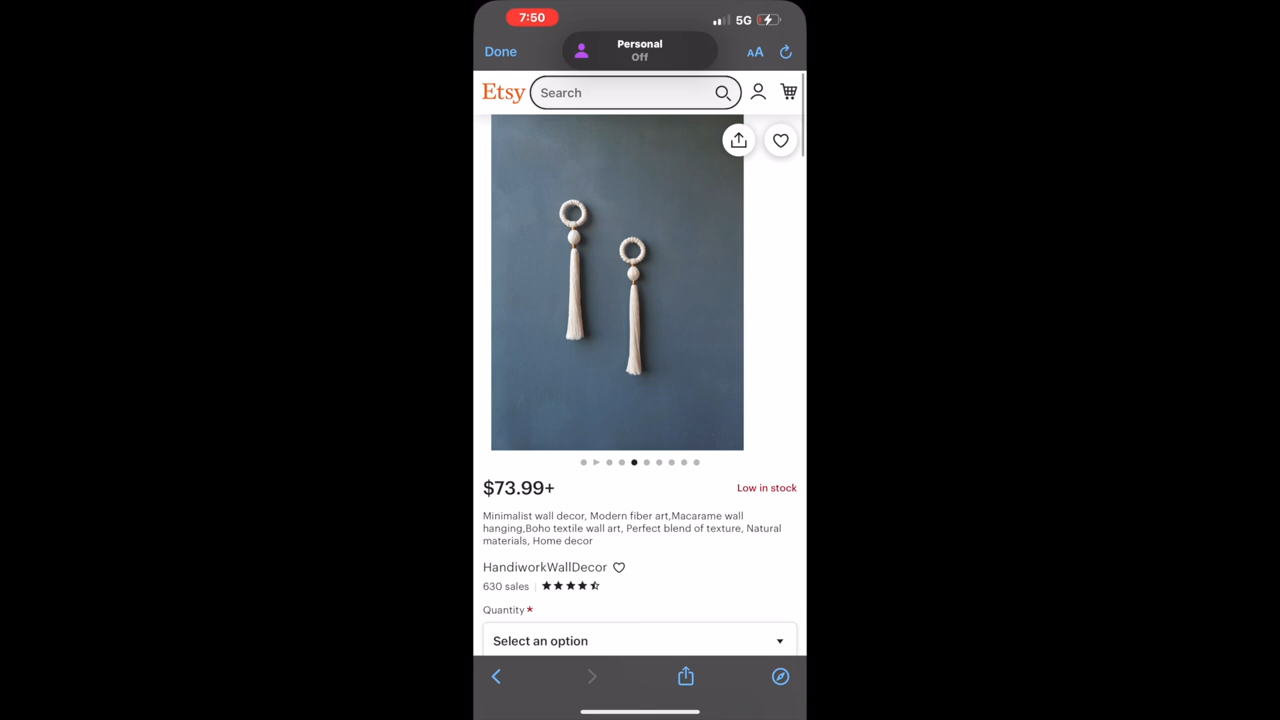 7:50
5G
Done
Personal
Off
AA
Etsy
Search
$73.99+
Low in stock
Minimalist wall decor, Modern fiber art,Macarame wall
hanging,Boho textile wall art, Perfect blend of texture, Natural
materials, Home decor
HandiworkWallDecor
630 sales
Quantity *
Select an option